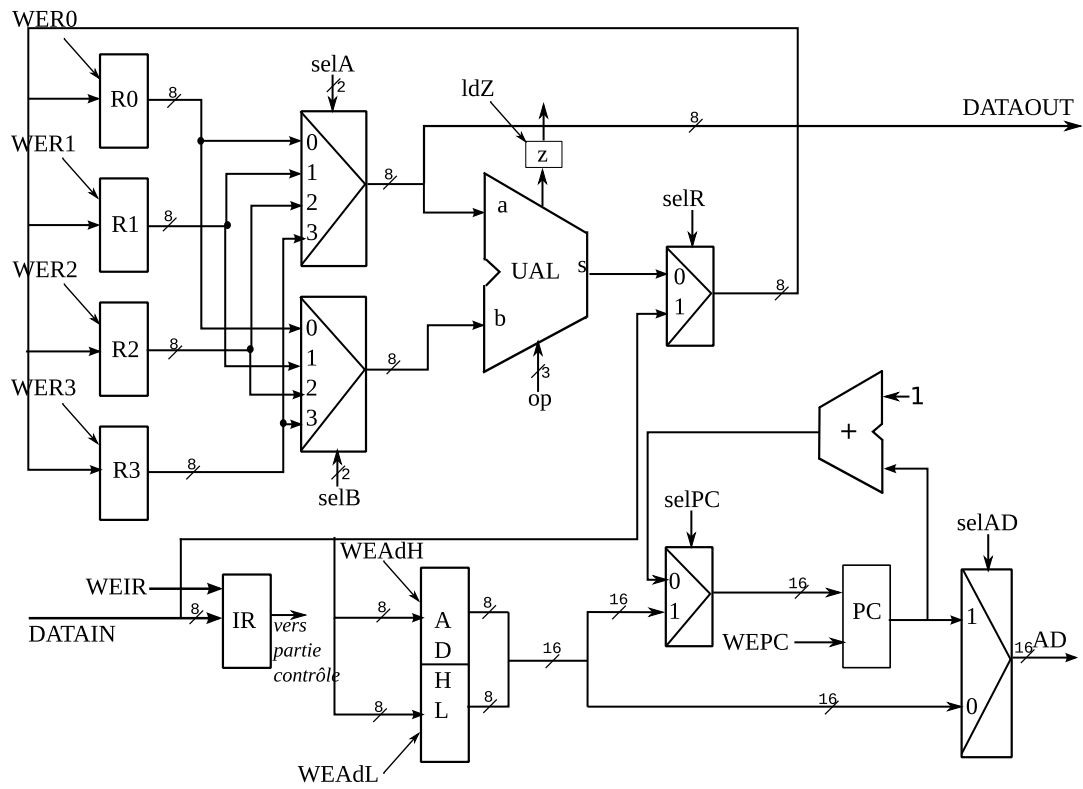 WER0
selA
2
ldZ
8
R0
8
DATAOUT
WER1
0
z
1
8
a
selR
2
R1
8
3
s
UAL
0
WER2
8
1
b
0
R2
8
1
8
3
WER3
2
op
1
3
+
R3
8
2
selB
selPC
selAD
WEAdH
WEIR
0
16
8
8
8
16
1
PC
IR
A
1
DATAIN
vers
D
WEPC
16
AD
partie
16
contrôle
H
8
16
8
L
0
WEAdL